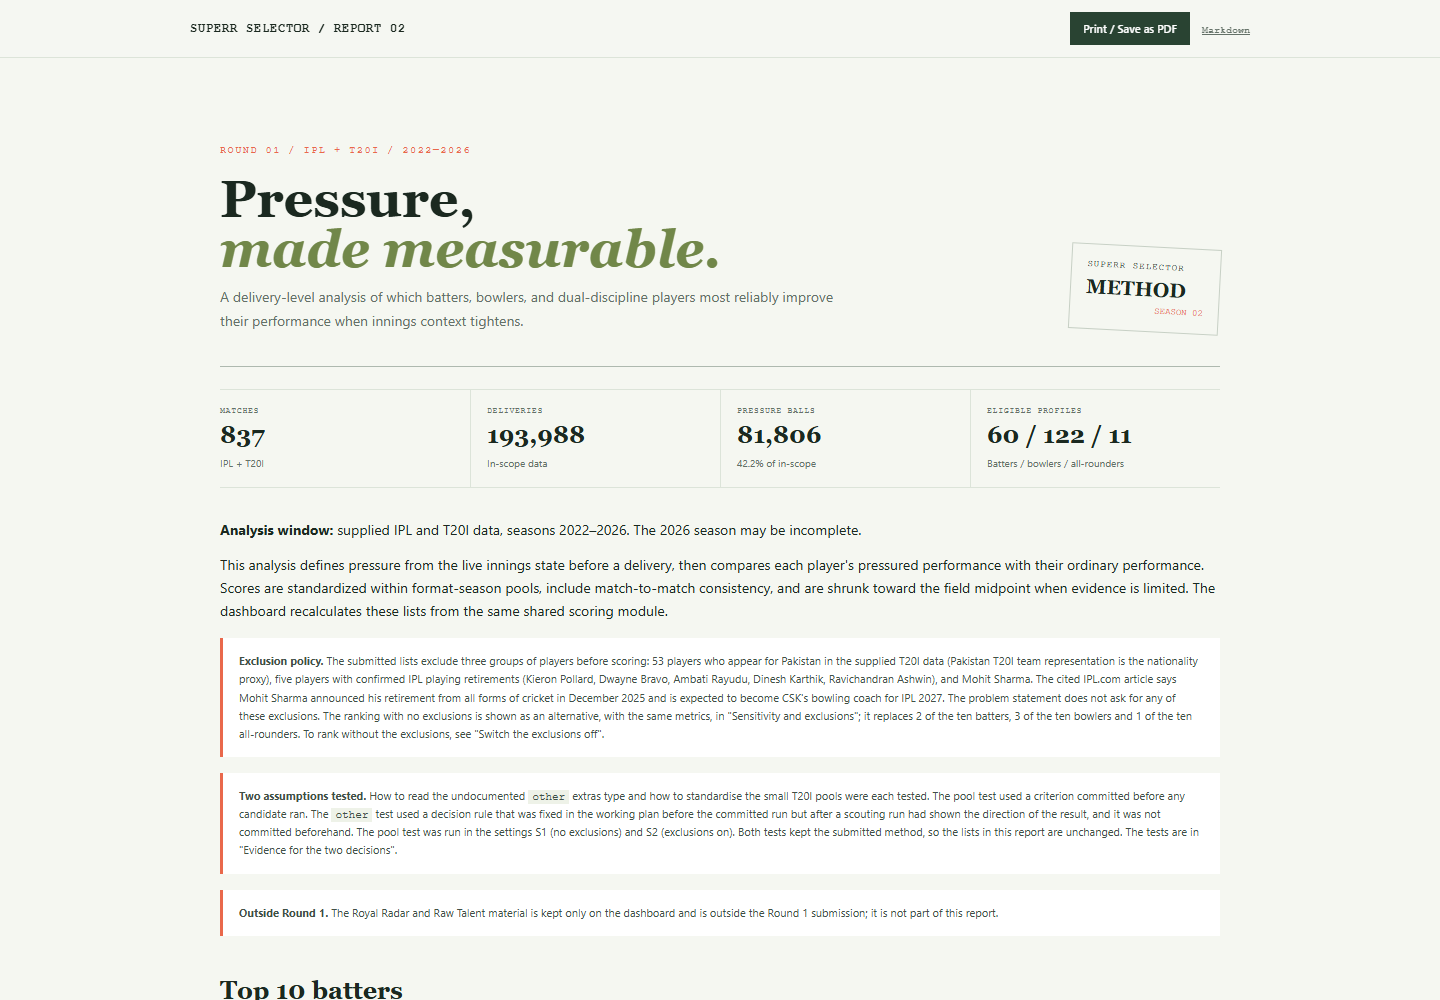 SUPERR SELECTOR / REPORT 02
Print / Save as PDF
Markdown
ROUND 01 / IPL + T20I / 2022–2026
Pressure,
made measurable.
A delivery-level analysis of which batters, bowlers, and dual-discipline players most reliably improve
their performance when innings context tightens.
SUPERR SELECTOR
METHOD
SEASON 02
MATCHES
837
IPL + T20I
DELIVERIES
193,988
In-scope data
PRESSURE BALLS
81,806
42.2% of in-scope
ELIGIBLE PROFILES
60 / 122 / 11
Batters / bowlers / all-rounders
Analysis window: supplied IPL and T20I data, seasons 2022–2026. The 2026 season may be incomplete.
This analysis defines pressure from the live innings state before a delivery, then compares each player's pressured performance with their ordinary performance.
Scores are standardized within format-season pools, include match-to-match consistency, and are shrunk toward the field midpoint when evidence is limited. The
dashboard recalculates these lists from the same shared scoring module.
Exclusion policy. The submitted lists exclude three groups of players before scoring: 53 players who appear for Pakistan in the supplied T20I data (Pakistan T20I team representation is the nationality
proxy), five players with confirmed IPL playing retirements (Kieron Pollard, Dwayne Bravo, Ambati Rayudu, Dinesh Karthik, Ravichandran Ashwin), and Mohit Sharma. The cited IPL.com article says
Mohit Sharma announced his retirement from all forms of cricket in December 2025 and is expected to become CSK's bowling coach for IPL 2027. The problem statement does not ask for any of
these exclusions. The ranking with no exclusions is shown as an alternative, with the same metrics, in "Sensitivity and exclusions"; it replaces 2 of the ten batters, 3 of the ten bowlers and 1 of the ten
all-rounders. To rank without the exclusions, see "Switch the exclusions off".
Two assumptions tested. How to read the undocumented other extras type and how to standardise the small T20I pools were each tested. The pool test used a criterion committed before any
candidate ran. The other test used a decision rule that was fixed in the working plan before the committed run but after a scouting run had shown the direction of the result, and it was not
committed beforehand. The pool test was run in the settings S1 (no exclusions) and S2 (exclusions on). Both tests kept the submitted method, so the lists in this report are unchanged. The tests are in
"Evidence for the two decisions".
Outside Round 1. The Royal Radar and Raw Talent material is kept only on the dashboard and is outside the Round 1 submission; it is not part of this report.
Top 10 batters